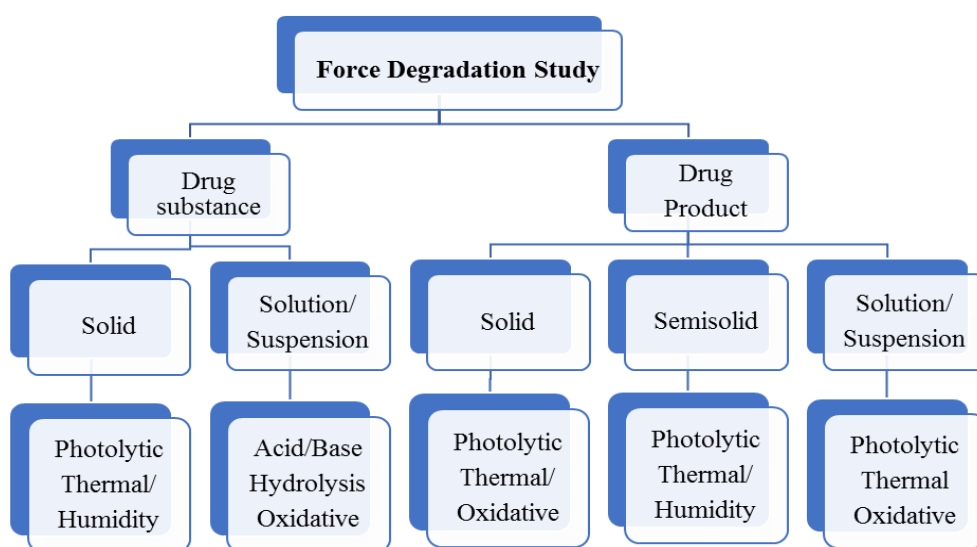 Force Degradation Study
Drug
substance
Drug
Product
Solid
Solution/
Suspension
Solid
Semisolid
Solution/
Suspension
Photolytic
Thermal/
Humidity
Acid/Base
Hydrolysis
Oxidative
Photolytic
Thermal/
Oxidative
Photolytic
Thermal/
Humidity
Photolytic
Thermal
Oxidative